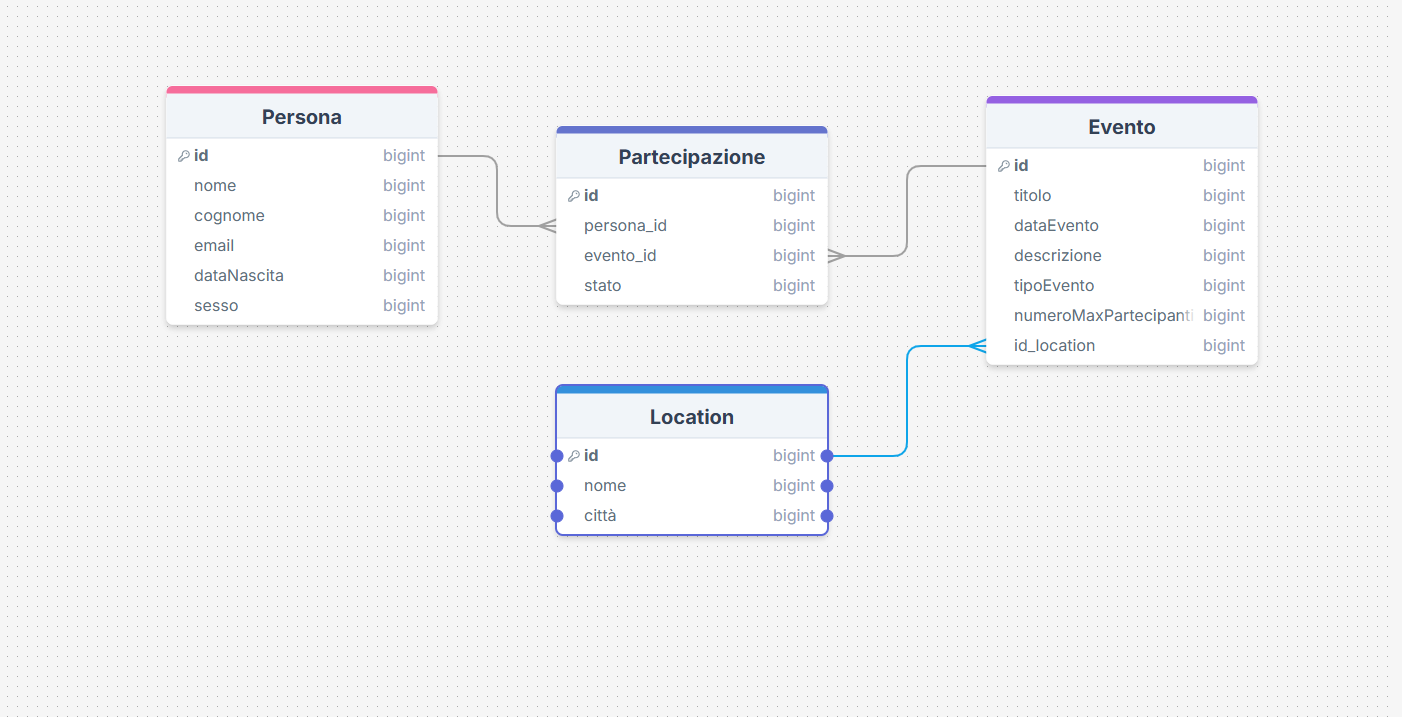 Persona
id bigint
nome bigint
cognome bigint
email bigint
dataNascita bigint
sesso bigint
Partecipazione
id bigint
persona_id bigint
evento_id bigint
stato bigint
Evento
id bigint
titolo bigint
dataEvento bigint
descrizione bigint
tipoEvento bigint
numeroMaxPartecipanti bigint
id_location bigint
Location
id bigint
nome bigint
città bigint